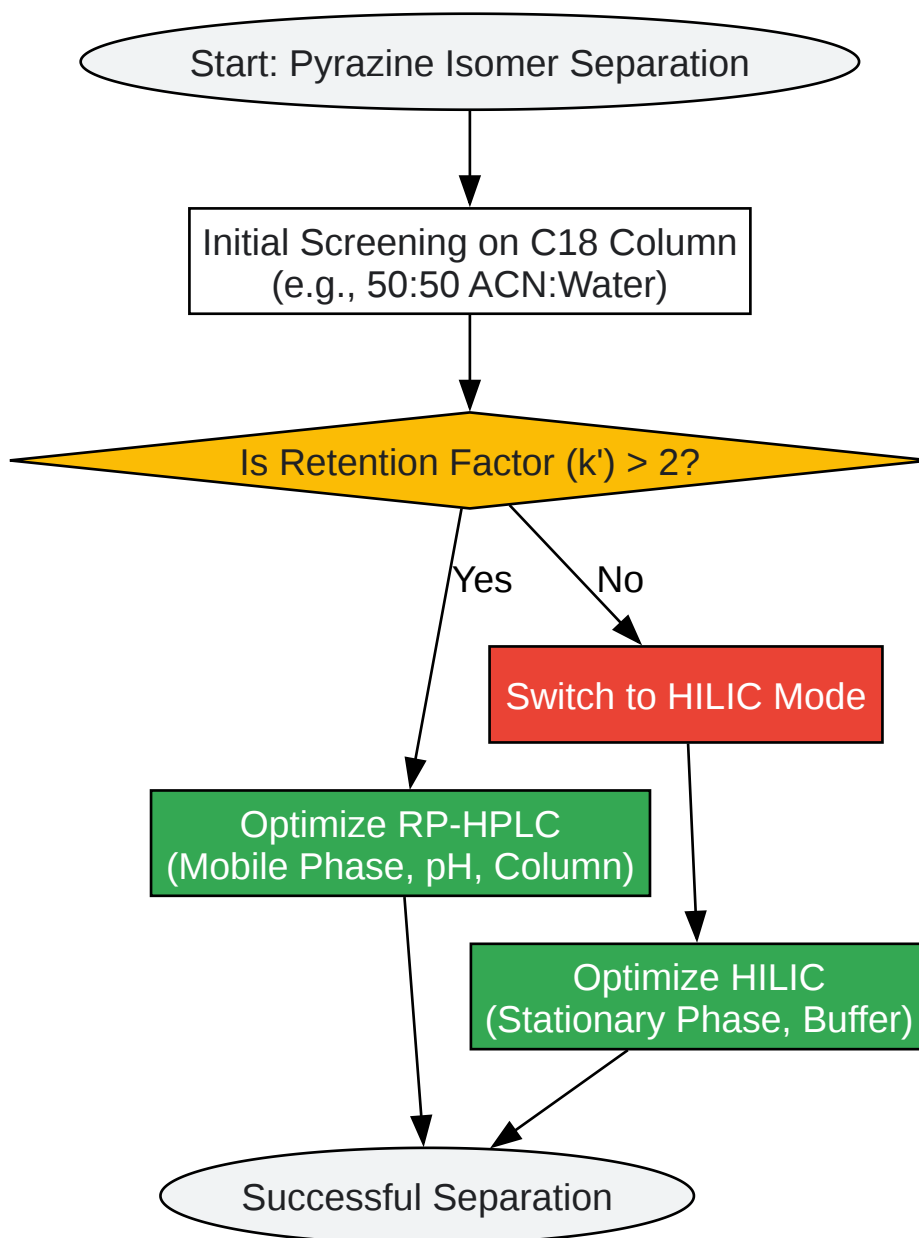 Start: Pyrazine Isomer Separation
Initial Screening on C18 Column
(e.g., 50:50 ACN:Water)
Is Retention Factor (k') > 2?
Yes
No
Switch to HILIC Mode
Optimize RP-HPLC
(Mobile Phase, pH, Column)
Optimize HILIC
(Stationary Phase, Buffer)
Successful Separation